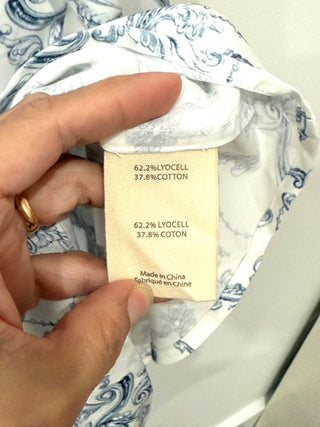 62.2%LYOCELL
37.8%COTTON
62.2% LYOCELL
37.8% COTON
Made in China
Fabriqué en Chine